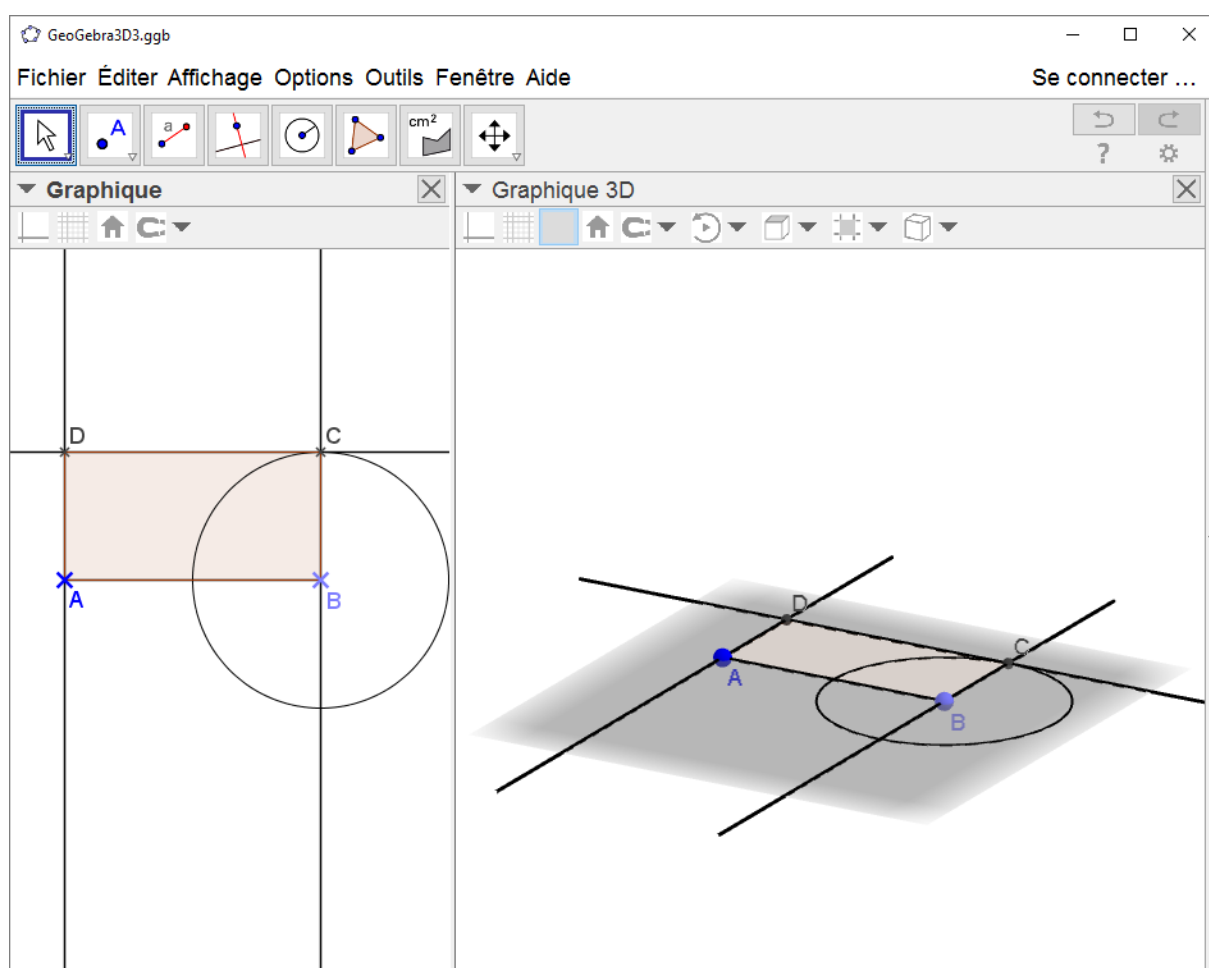 GeoGebra3D3.ggb
Fichier Éditer Affichage Options Outils Fenêtre Aide Se connecter ...
A a cm²
?
Graphique Graphique 3D
D C
A B
D
C
A
B